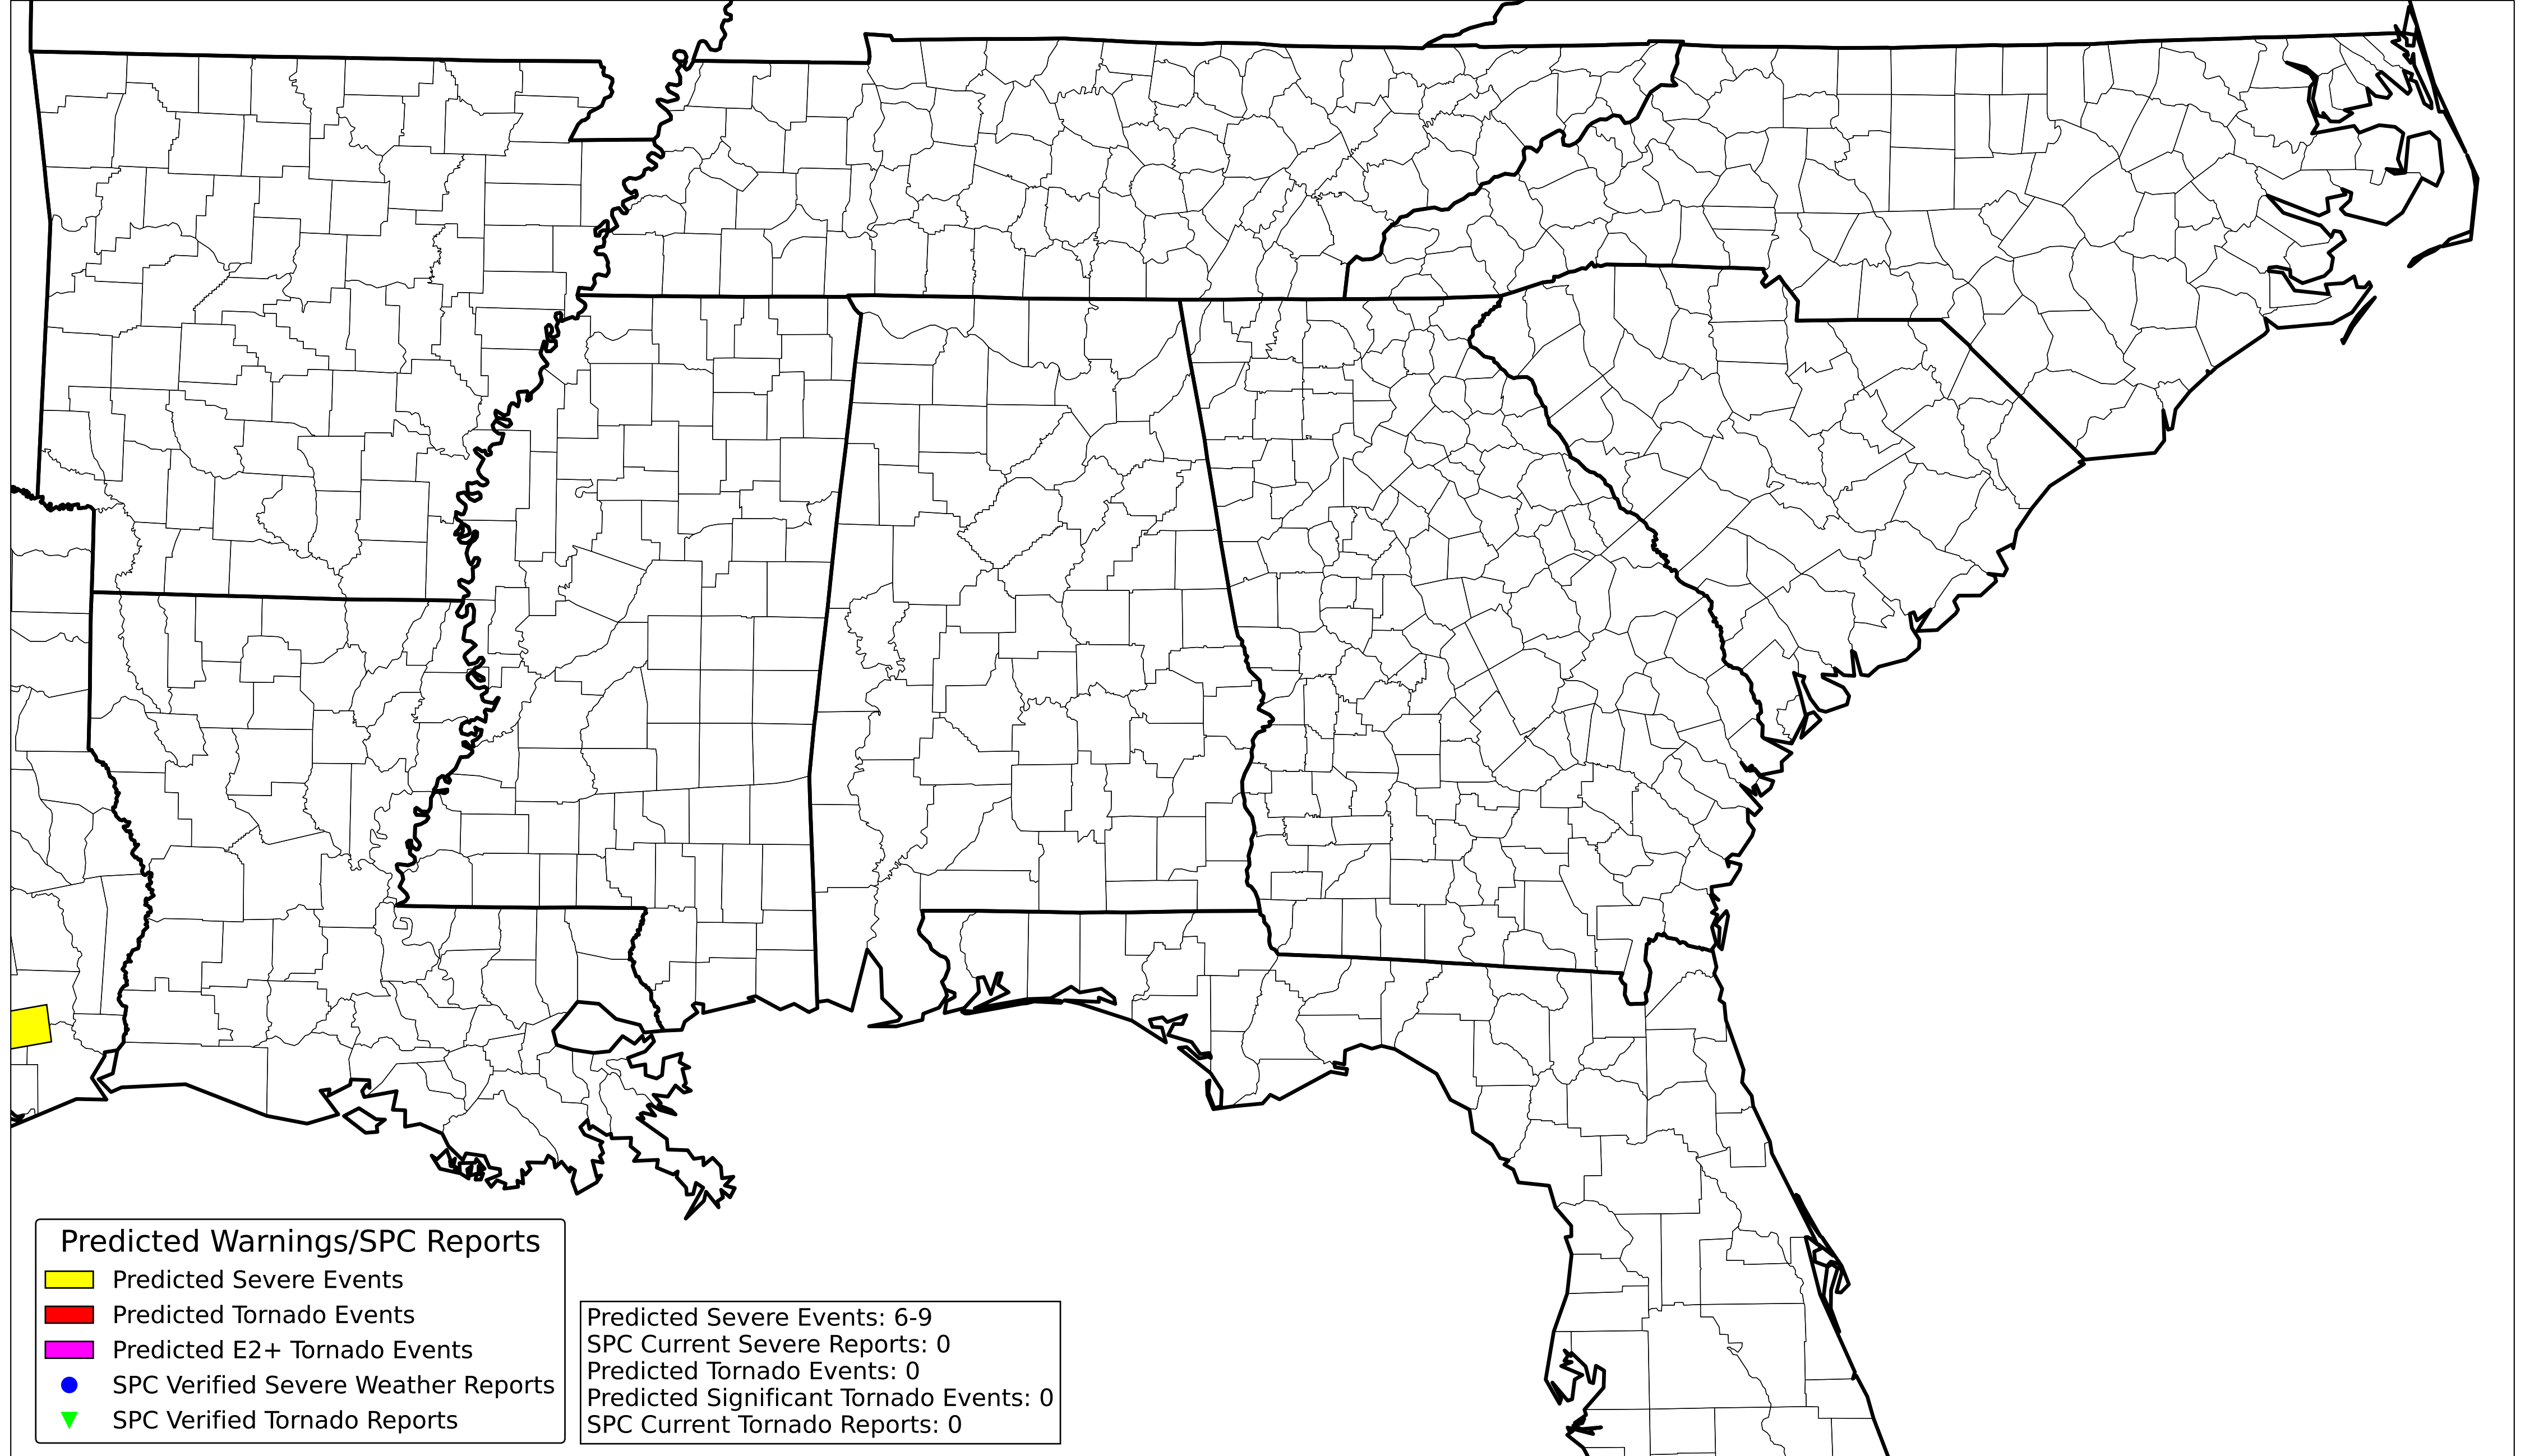 Predicted Warnings/SPC Reports
Predicted Severe Events
Predicted Tornado Events
Predicted E2+ Tornado Events
SPC Verified Severe Weather Reports
SPC Verified Tornado Reports
Predicted Severe Events: 6-9
SPC Current Severe Reports: 0
Predicted Tornado Events: 0
Predicted Significant Tornado Events: 0
SPC Current Tornado Reports: 0